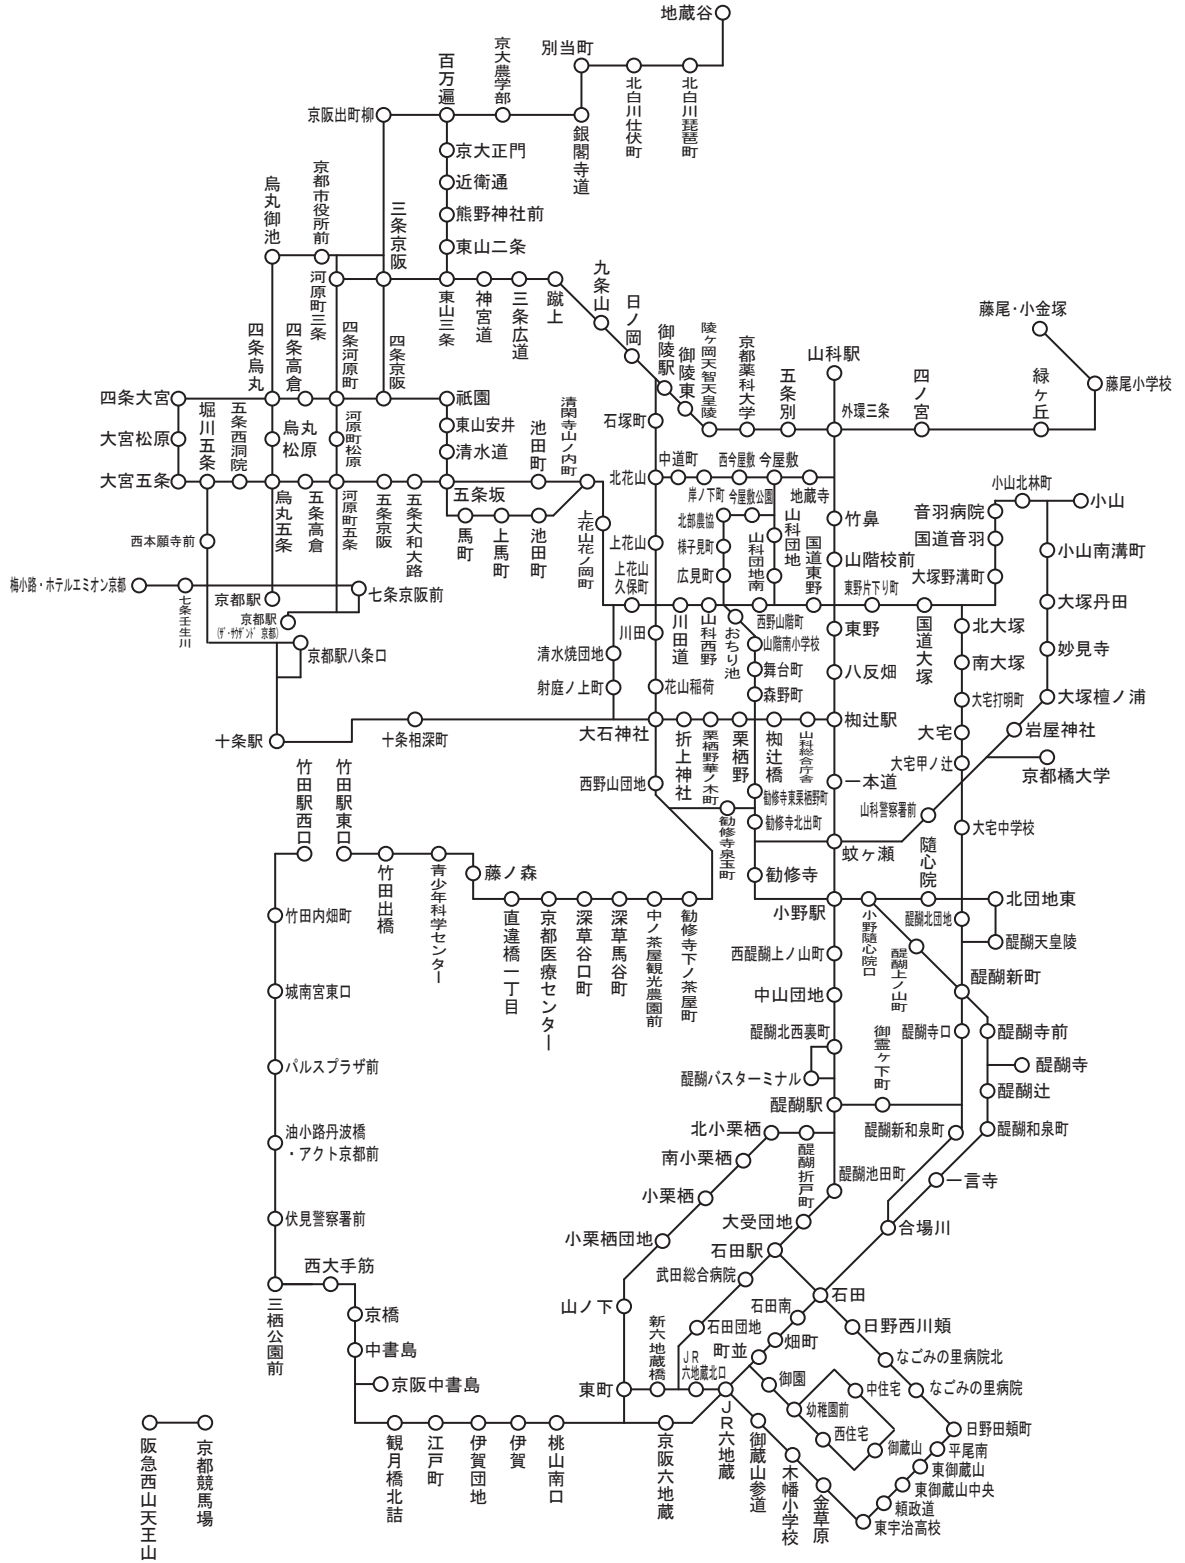 地蔵谷
別当町
京大農学部
百万遍
北白川仕伏町
北白川琵琶町
京阪出町柳
銀閣寺道
京大正門
京都市役所前
烏丸御池
近衛通
三条京阪
熊野神社前
東山二条
九条山
河原町三条
東山三条
神宮道
三条広道
蹴上
日ノ岡
藤尾・小金塚
四条烏丸
四条高倉
四条河原町
四条京阪
御陵駅
御陵東
陵ヶ岡天智天皇陵
京都薬科大学
五条別
山科駅
四ノ宮
緑ヶ丘
藤尾小学校
四条大宮
堀川五条
五条西洞院
祇園
清閑寺山ノ内町
外環三条
大宮松原
烏丸松原
河原町松原
東山安井
池田町
石塚町
清水道
中道町
西今屋敷
今屋敷
大宮五条
五条坂
北花山
岸ノ下町
今屋敷公園
地蔵寺
小山北林町
小山
烏丸五条
五条高倉
河原町五条
五条京阪
五条大和大路
馬町
上馬町
池田町
上花山花ノ岡町
北部農協
山科団地
竹鼻
音羽病院
西本願寺前
上花山
様子見町
山科団地南
国道東野
国道音羽
小山南溝町
山階校前
上花山久保町
広見町
東野片下り町
大塚野溝町
梅小路・ホテルエミオン京都
七条壬生川
京都駅
七条京阪前
大塚丹田
京都駅
(ザ・サウザンド 京都)
川田
川田道
山科西野
おちり池
西野山階町
東野
国道大塚
北大塚
山階南小学校
京都駅八条口
清水焼団地
妙見寺
南大塚
舞台町
八反畑
射庭ノ上町
花山稲荷
森野町
大宅打明町
大塚檀ノ浦
十条駅
十条相深町
大石神社
折上神社
栗栖野華ノ木町
栗栖野
椥辻橋
山科総合庁舎
椥辻駅
大宅
岩屋神社
竹田駅西口
竹田駅東口
大宅甲ノ辻
京都橘大学
西野山団地
一本道
勧修寺東栗栖野町
山科警察署前
勧修寺泉玉町
勧修寺北出町
大宅中学校
竹田出橋
青少年科学センター
藤ノ森
蚊ヶ瀬
随心院
勧修寺
直違橋一丁目
京都医療センター
深草谷口町
深草馬谷町
中ノ茶屋観光農園前
勧修寺下ノ茶屋町
小野駅
小野随心院口
北団地東
竹田内畑町
醍醐北団地
西醍醐上ノ山町
醍醐上ノ山町
醍醐天皇陵
醍醐新町
城南宮東口
中山団地
醍醐北西裏町
御霊ヶ下町
醍醐寺口
醍醐寺前
パルスプラザ前
醍醐バスターミナル
醍醐寺
醍醐辻
醍醐駅
油小路丹波橋
・アクト京都前
北小栗栖
醍醐折戸町
醍醐新和泉町
醍醐和泉町
南小栗栖
醍醐池田町
一言寺
小栗栖
伏見警察署前
大受団地
合場川
小栗栖団地
石田駅
西大手筋
武田総合病院
三栖公園前
石田
山ノ下
石田南
京橋
新六地蔵橋
石田団地
日野西川頬
中書島
JR六地蔵北口
町並
畑町
なごみの里病院北
京阪中書島
東町
御園
中住宅
なごみの里病院
幼稚園前
阪急西山天王山
京都競馬場
観月橋北詰
江戸町
伊賀団地
伊賀
桃山南口
京阪六地蔵
JR六地蔵
御蔵山参道
西住宅
御蔵山
日野田頬町
平尾南
木幡小学校
東御蔵山
金草原
東御蔵山中央
頼政道
東宇治高校